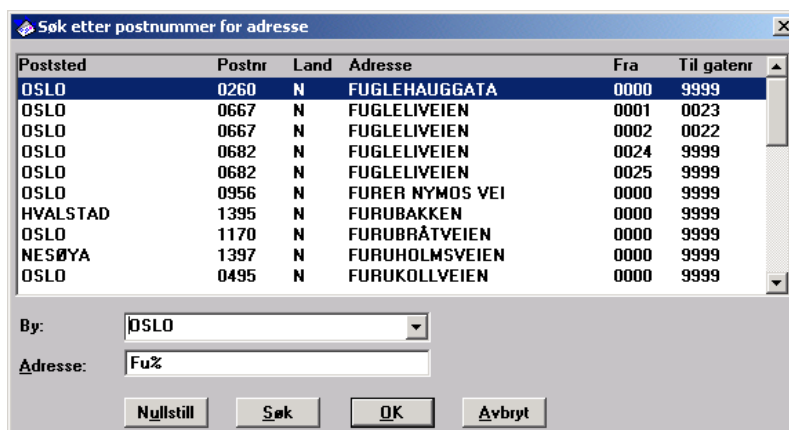 Søk etter postnummer for adresse
Poststed Postnr Land Adresse Fra Til gatenr
OSLO 0260 N FUGLEHAUGGATA 0000 9999
OSLO 0667 N FUGLELIVEIEN 0001 0023
OSLO 0667 N FUGLELIVEIEN 0002 0022
OSLO 0682 N FUGLELIVEIEN 0024 9999
OSLO 0682 N FUGLELIVEIEN 0025 9999
OSLO 0956 N FURER NYMOS VEI 0000 9999
HVALSTAD 1395 N FURUBAKKEN 0000 9999
OSLO 1170 N FURUBRÅTVEIEN 0000 9999
NESØYA 1397 N FURUHOLMSVEIEN 0000 9999
OSLO 0495 N FURUKOLLVEIEN 0000 9999
By: OSLO
Adresse: Fu%
Nullstill Søk OK Avbryt